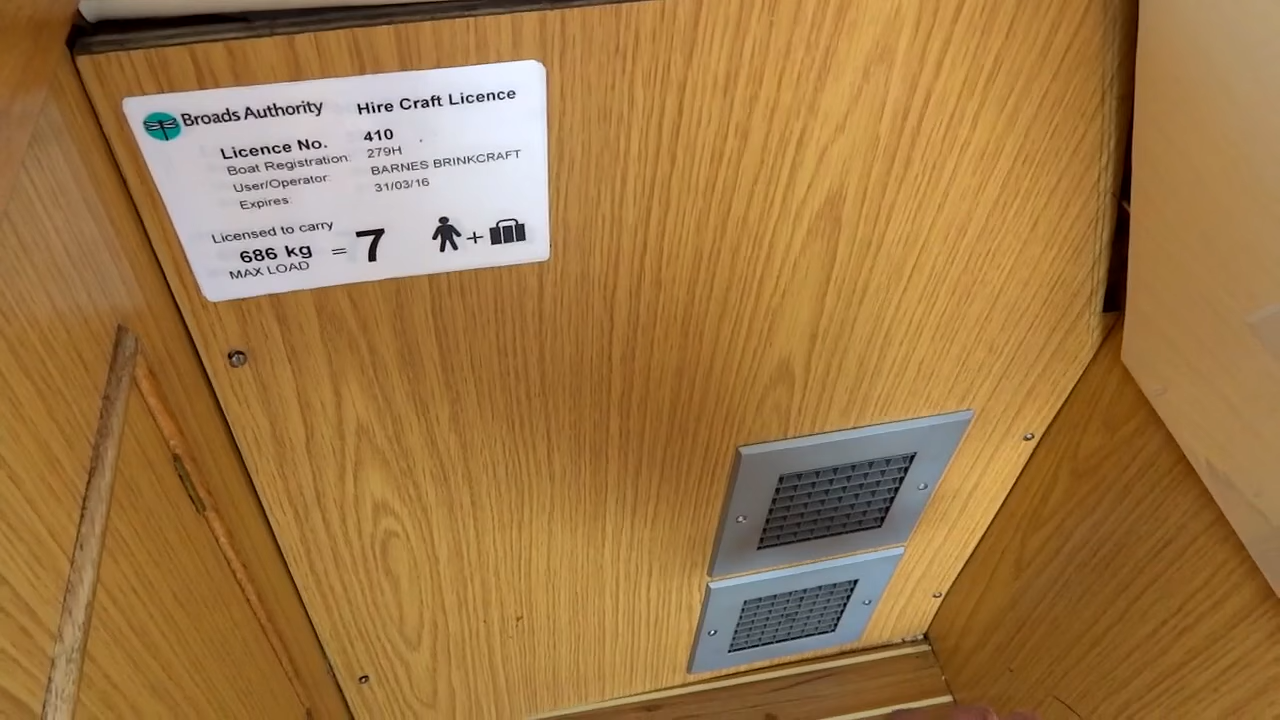 Broads Authority Hire Craft Licence
Licence No. 410
Boat Registration: 279H
User/Operator: BARNES BRINKCRAFT
Expires: 31/03/16
Licensed to carry
686 kg = 7 +
MAX LOAD